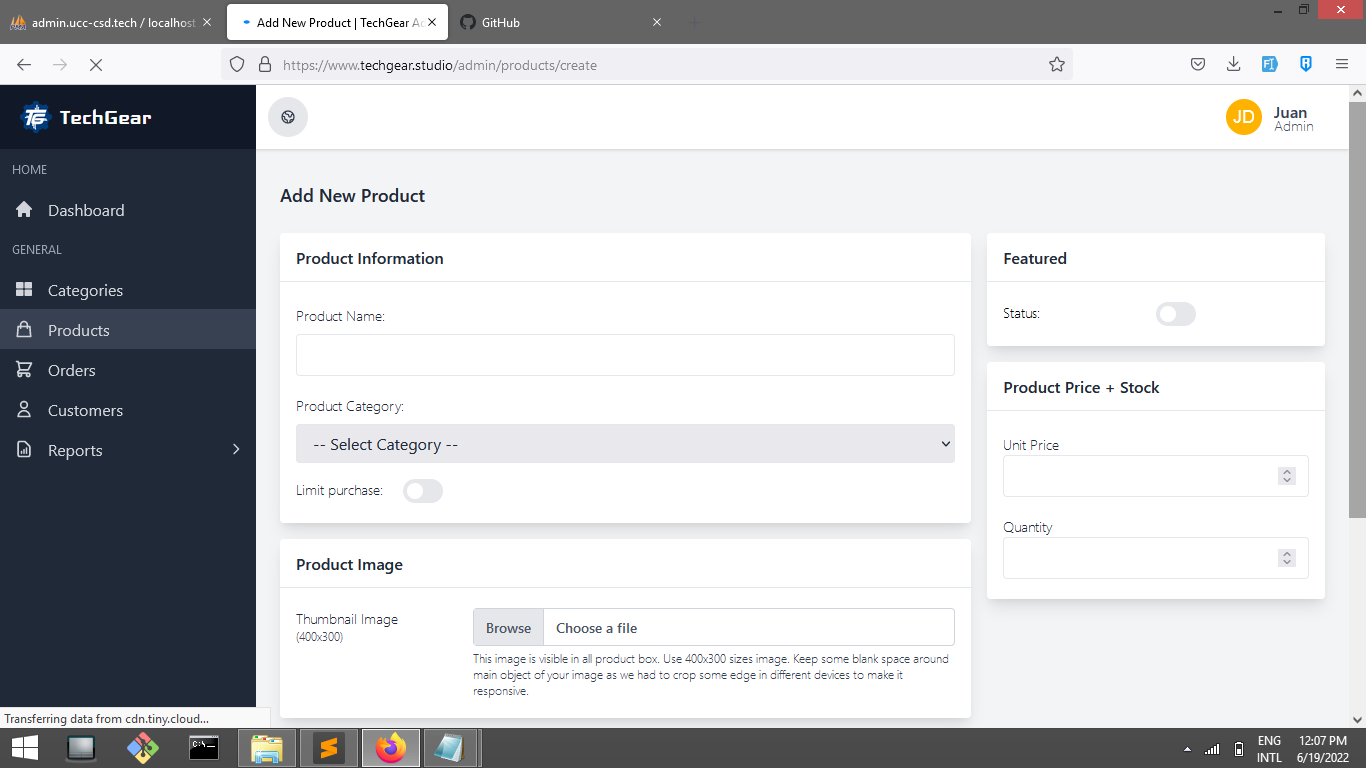 admin.ucc-csd.tech / localhost
Add New Product | TechGear Ad
GitHub
https://www.techgear.studio/admin/products/create
TechGear
JD
Juan
Admin
HOME
Dashboard
GENERAL
Categories
Products
Orders
Customers
Reports
Add New Product
Product Information
Product Name:
Product Category:
-- Select Category --
Limit purchase:
Product Image
Thumbnail Image
(400x300)
Browse
Choose a file
This image is visible in all product box. Use 400x300 sizes image. Keep some blank space around
main object of your image as we had to crop some edge in different devices to make it
responsive.
Featured
Status:
Product Price + Stock
Unit Price
Quantity
Transferring data from cdn.tiny.cloud...
ENG
INTL
12:07 PM
6/19/2022